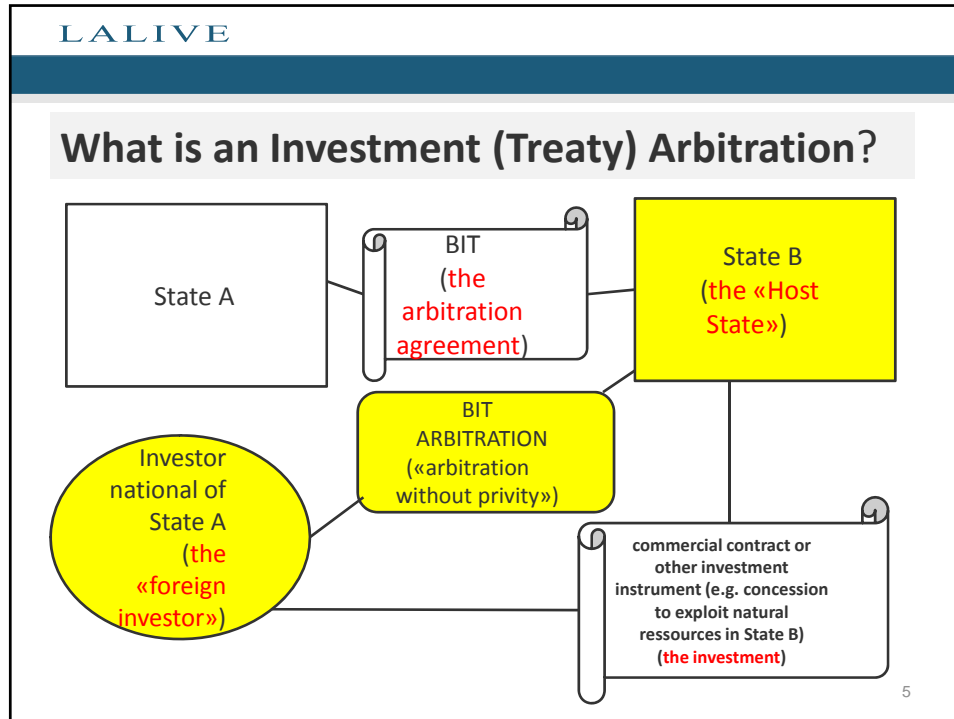 LALIVE
What is an Investment (Treaty) Arbitration?
State A
BIT
(the
arbitration
agreement)
State B
(the «Host
State»)
BIT
ARBITRATION
(«arbitration
without privity»)
Investor
national of
State A
(the
«foreign
investor»)
commercial contract or
other investment
instrument (e.g. concession
to exploit natural
ressources in State B)
(the investment)
5